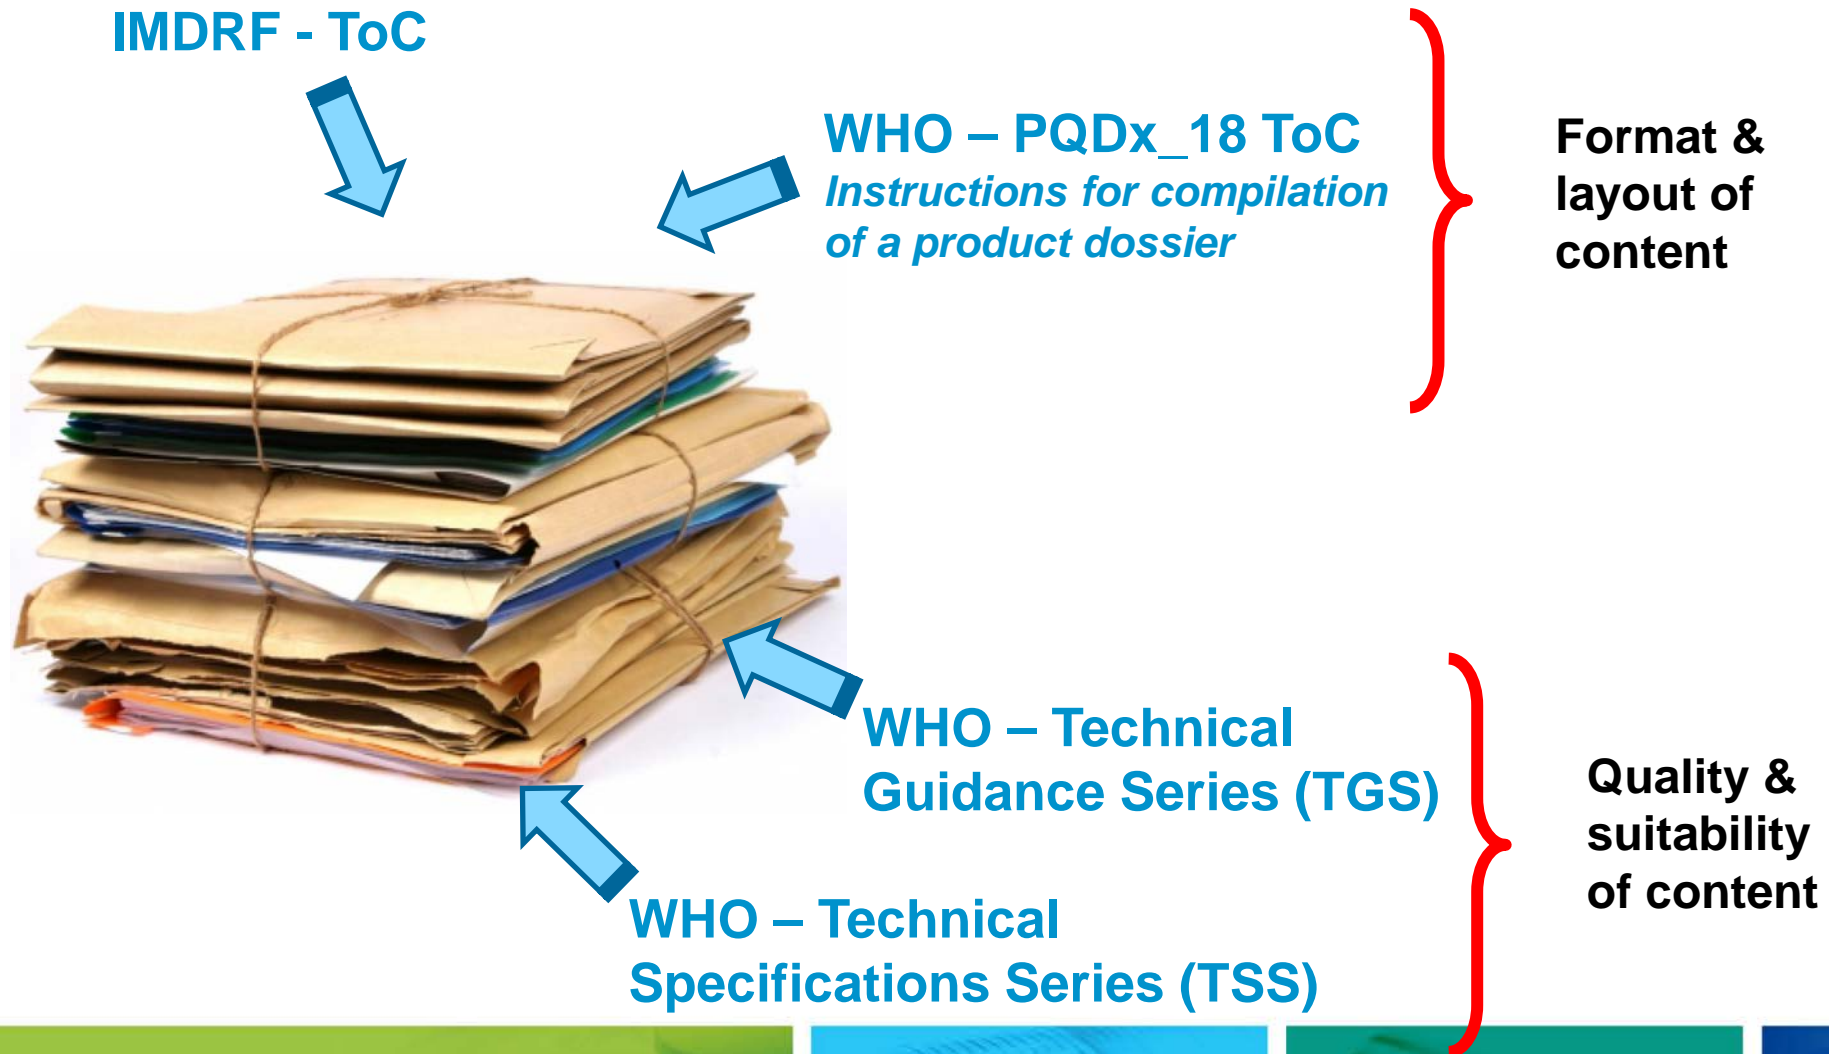 IMDRF - ToC
WHO – PQDx_18 ToC
Instructions for compilation
of a product dossier
Format &
layout of
content
WHO – Technical
Guidance Series (TGS)
Quality &
suitability
of content
WHO – Technical
Specifications Series (TSS)